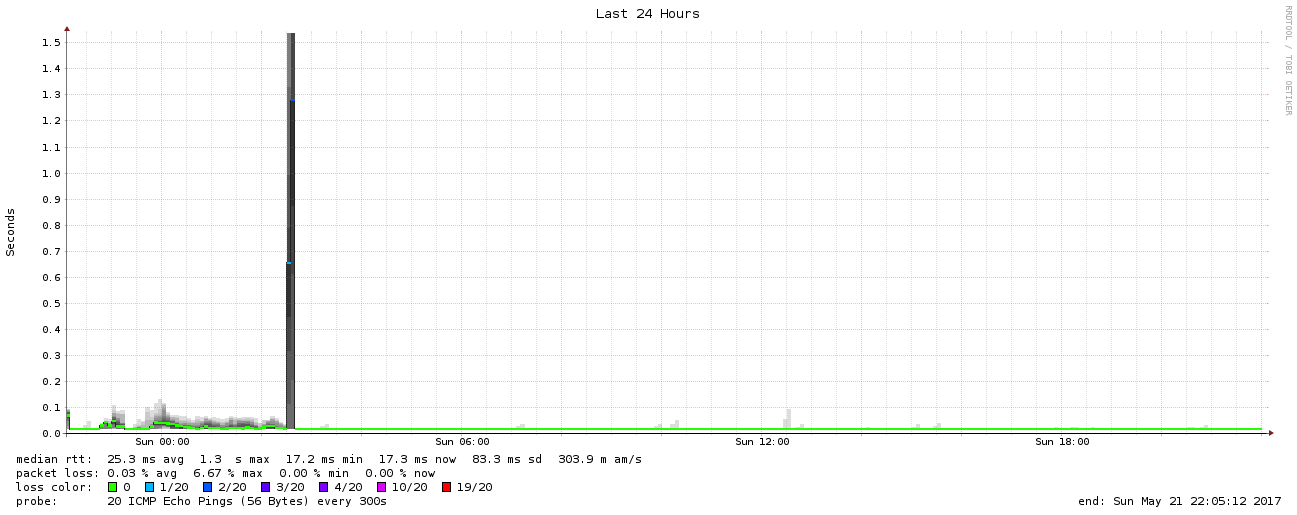 Last 24 Hours
RRDTOOL / TOBI OETIKER
Seconds
1.5
1.4
1.3
1.2
1.1
1.0
0.9
0.8
0.7
0.6
0.5
0.4
0.3
0.2
0.1
0.0
Sun 00:00 Sun 06:00 Sun 12:00 Sun 18:00
median rtt: 25.3 ms avg 1.3 s max 17.2 ms min 17.3 ms now 83.3 ms sd 303.9 m am/s
packet loss: 0.03 % avg 6.67 % max 0.00 % min 0.00 % now
loss color: 0 1/20 2/20 3/20 4/20 10/20 19/20
probe: 20 ICMP Echo Pings (56 Bytes) every 300s end: Sun May 21 22:05:12 2017